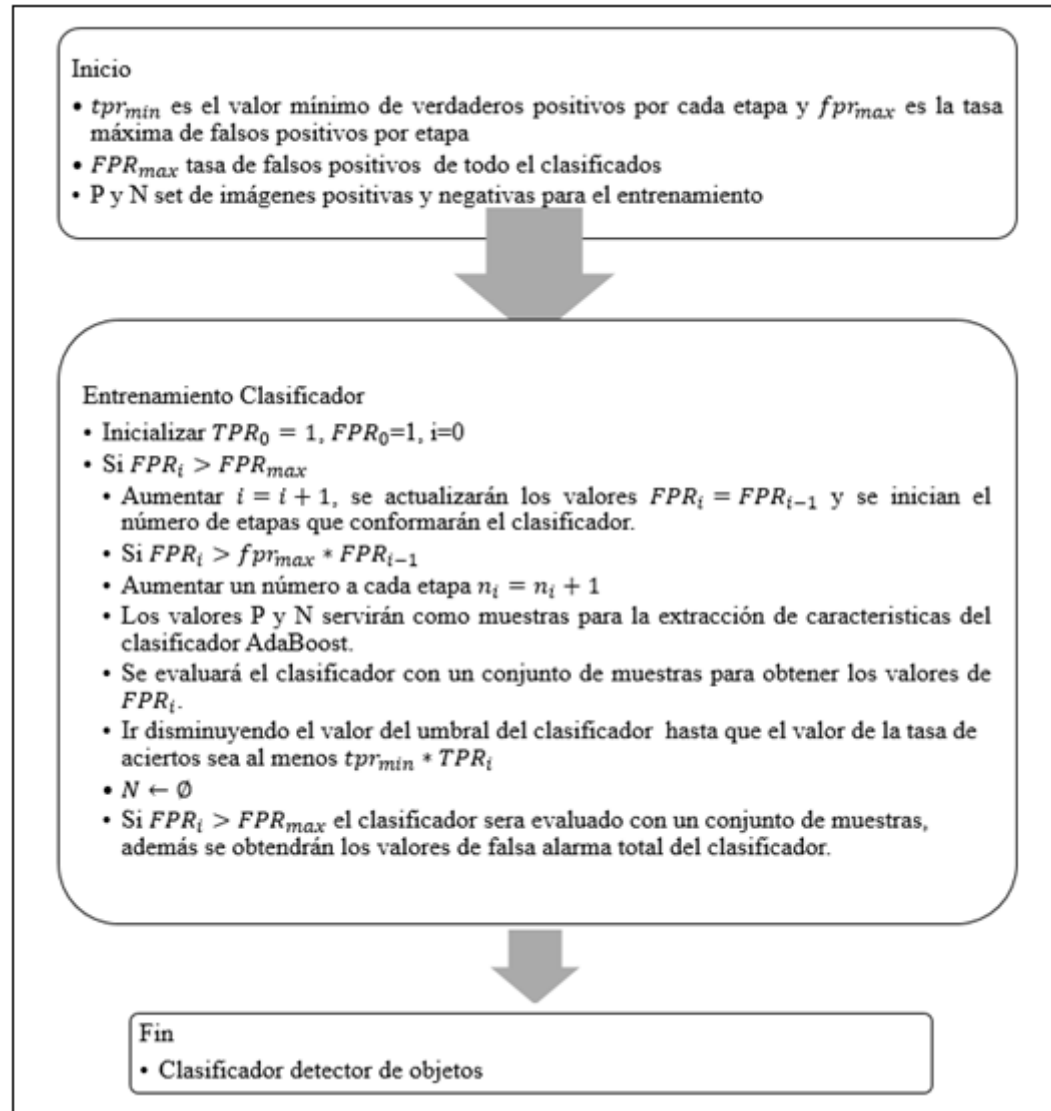 Inicio
• tpr_min es el valor mínimo de verdaderos positivos por cada etapa y fpr_max es la tasa
máxima de falsos positivos por etapa
• FPR_max tasa de falsos positivos de todo el clasificados
• P y N set de imágenes positivas y negativas para el entrenamiento
Entrenamiento Clasificador
• Inicializar TPR_0 = 1, FPR_0=1, i=0
• Si FPR_i > FPR_max
• Aumentar i = i + 1, se actualizarán los valores FPR_i = FPR_{i-1} y se inician el
número de etapas que conformarán el clasificador.
• Si FPR_i > fpr_max * FPR_{i-1}
• Aumentar un número a cada etapa n_i = n_i + 1
• Los valores P y N servirán como muestras para la extracción de caracteristicas del
clasificador AdaBoost.
• Se evaluará el clasificador con un conjunto de muestras para obtener los valores de
FPR_i.
• Ir disminuyendo el valor del umbral del clasificador hasta que el valor de la tasa de
aciertos sea al menos tpr_min * TPR_i
• N ← ∅
• Si FPR_i > FPR_max el clasificador sera evaluado con un conjunto de muestras,
además se obtendrán los valores de falsa alarma total del clasificador.
Fin
• Clasificador detector de objetos